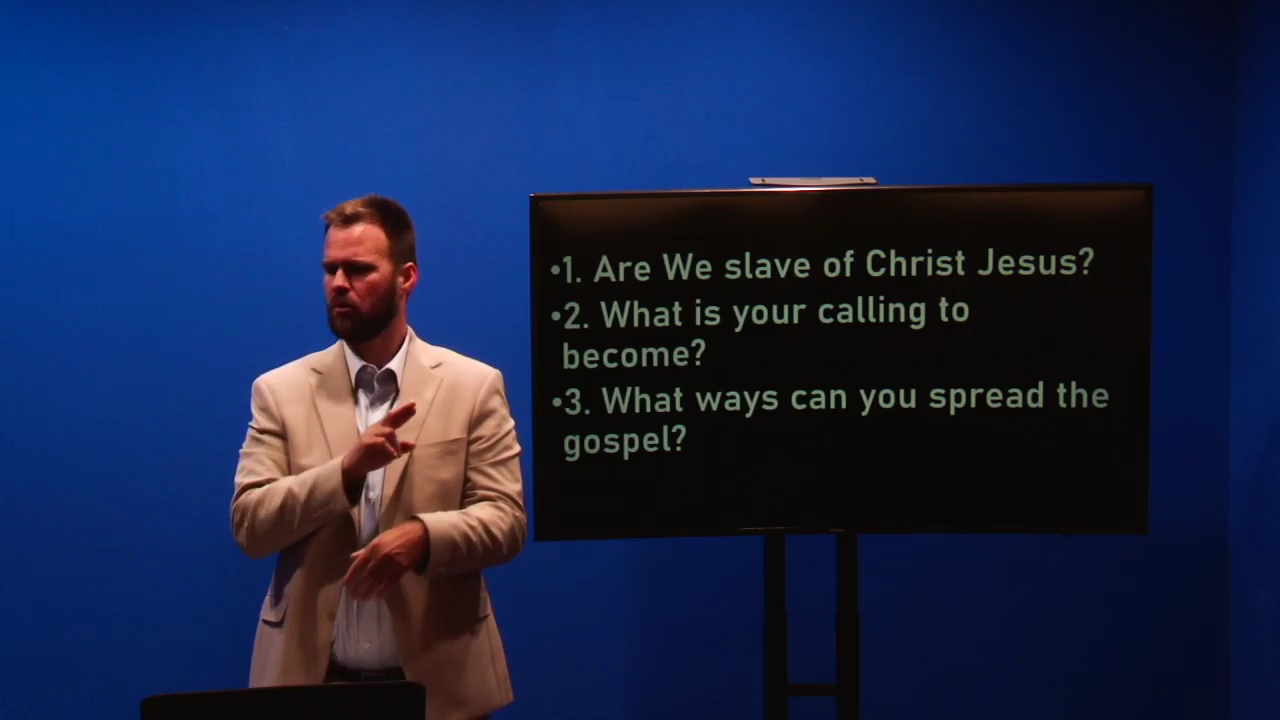 •1. Are We slave of Christ Jesus?
•2. What is your calling to
become?
•3. What ways can you spread the
gospel?